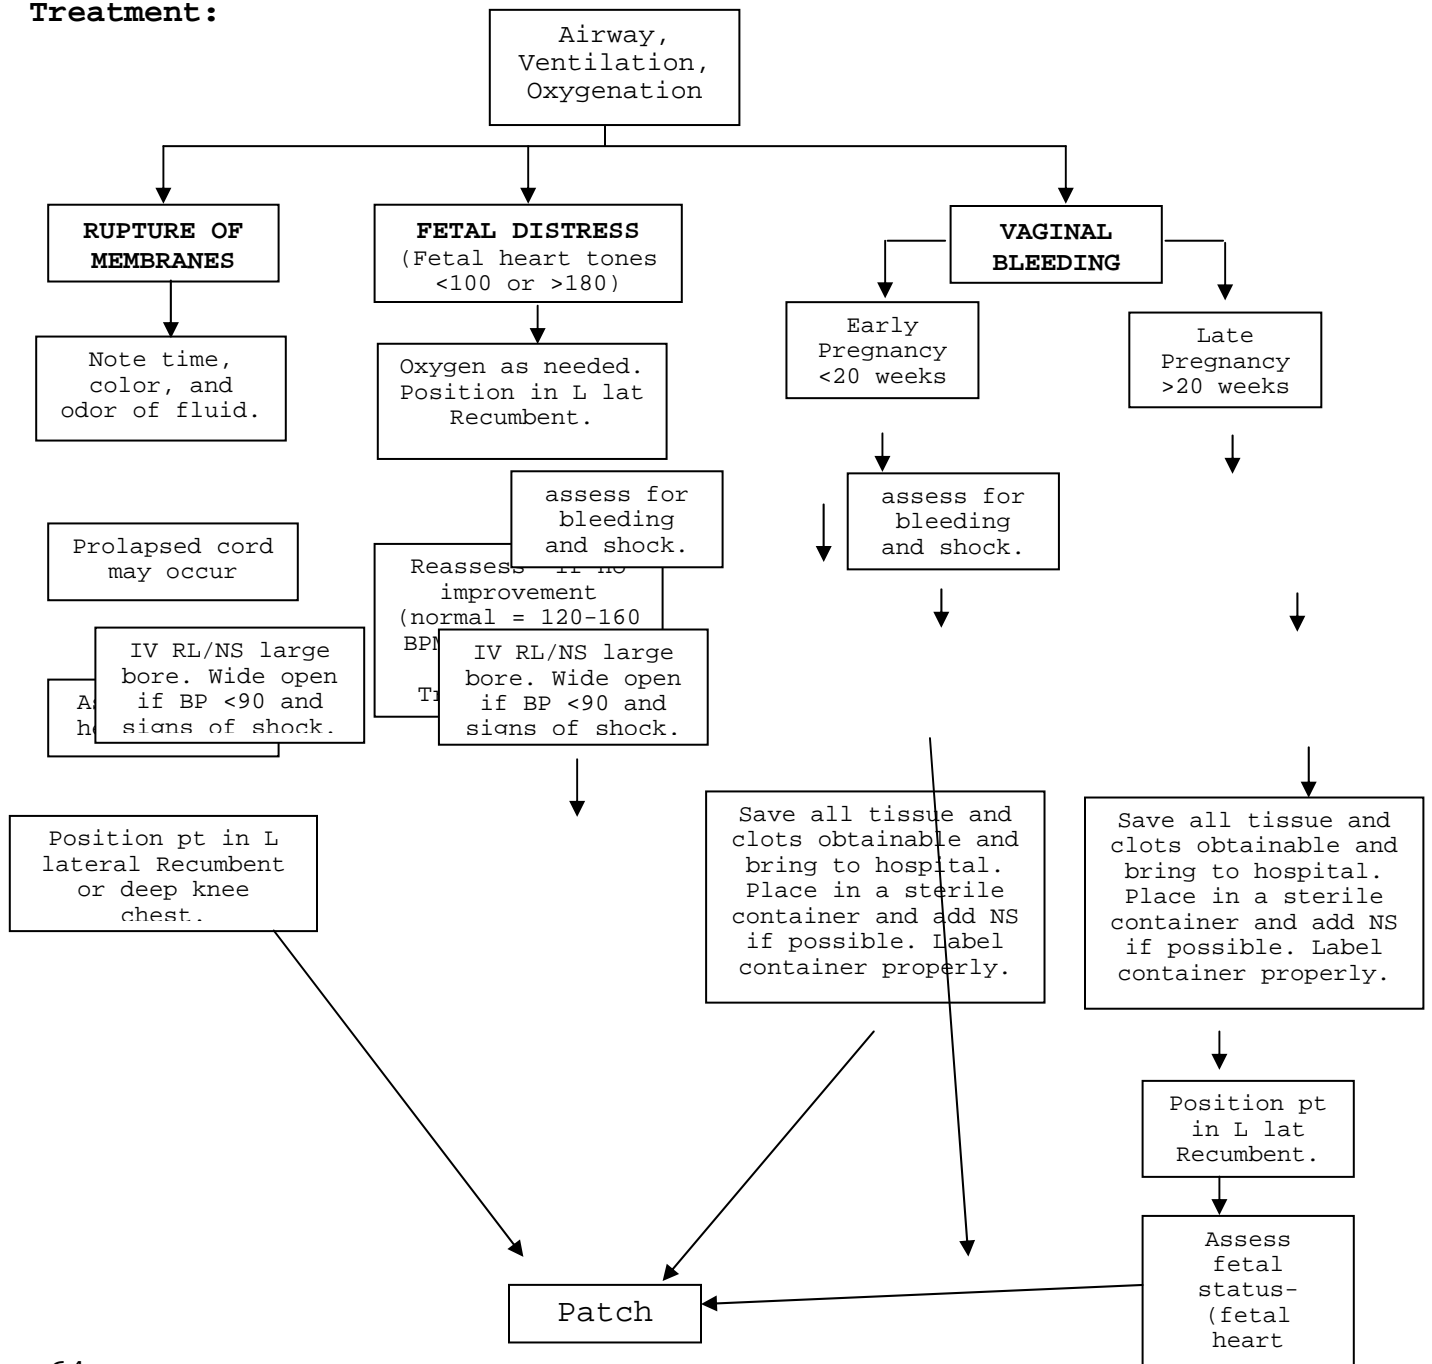 Treatment:
Airway,
Ventilation,
Oxygenation
RUPTURE OF
MEMBRANES
FETAL DISTRESS
(Fetal heart tones
<100 or >180)
VAGINAL
BLEEDING
Note time,
color, and
odor of fluid.
Oxygen as needed.
Position in L lat
Recumbent.
Early
Pregnancy
<20 weeks
Late
Pregnancy
>20 weeks
Prolapsed cord
may occur
assess for
bleeding
and shock.
Reassess
improvement
(normal = 120-160
assess for
bleeding
and shock.
IV RL/NS large
bore. Wide open
if BP <90 and
signs of shock.
IV RL/NS large
bore. Wide open
if BP <90 and
signs of shock.
Position pt in L
lateral Recumbent
or deep knee
chest.
Save all tissue and
clots obtainable and
bring to hospital.
Place in a sterile
container and add NS
if possible. Label
container properly.
Save all tissue and
clots obtainable and
bring to hospital.
Place in a sterile
container and add NS
if possible. Label
container properly.
Position pt
in L lat
Recumbent.
Assess
fetal
status-
(fetal
heart
Patch